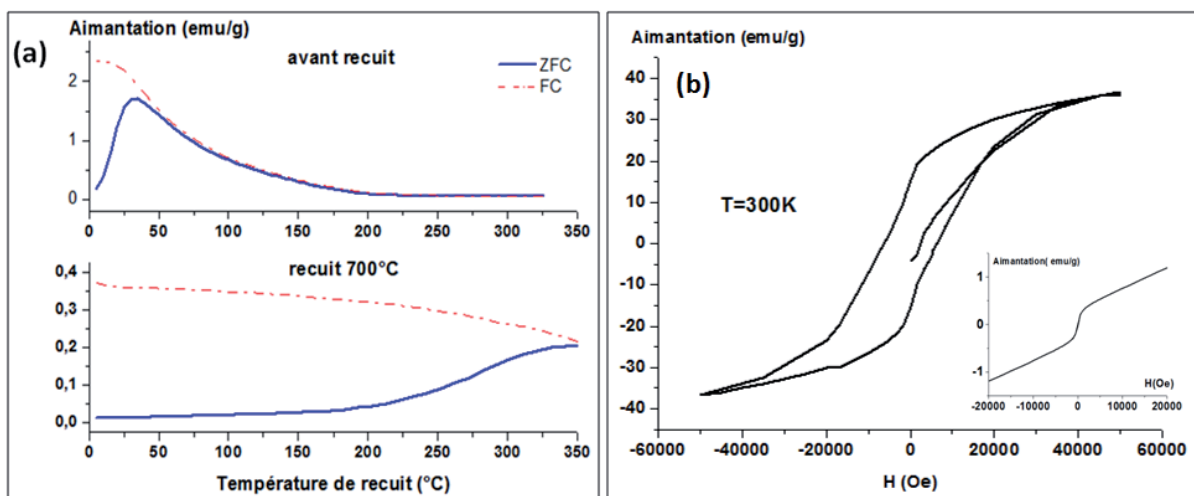 (a)
Aimantation (emu/g)
avant recuit
ZFC
FC
2
1
0
0 50 100 150 200 250 300 350
recuit 700°C
0,4
0,3
0,2
0,1
0,0
0 50 100 150 200 250 300 350
Température de recuit (°C)
(b)
Aimantation (emu/g)
40
35
30
20
10
0
-10
-20
-30
-40
-45
T=300K
-60000 -40000 -20000 0 20000 40000 60000
H (Oe)
Aimantation( emu/g)
1
0
-1
H(Oe)
-20000 -10000 0 10000 20000